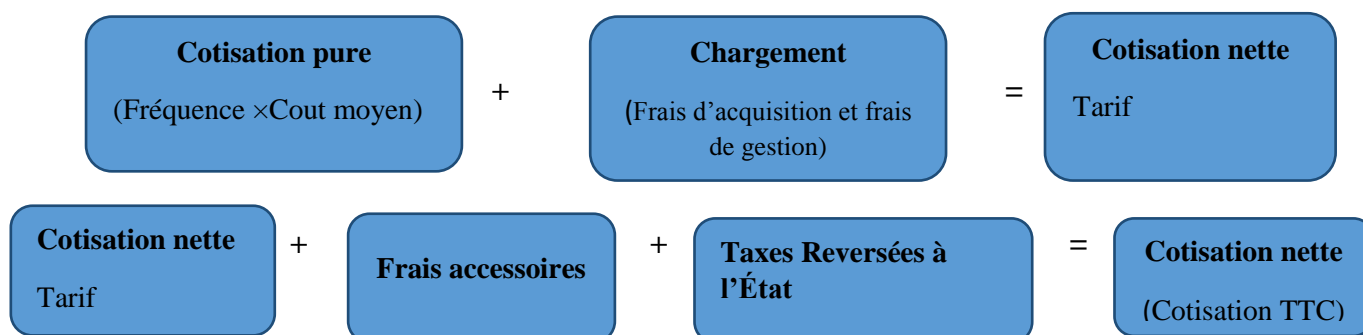 Cotisation pure
(Fréquence ×Cout moyen)
+
Chargement
(Frais d’acquisition et frais
de gestion)
=
Cotisation nette
Tarif
Cotisation nette
Tarif
+
Frais accessoires
+
Taxes Reversées à
l’État
=
Cotisation nette
(Cotisation TTC)